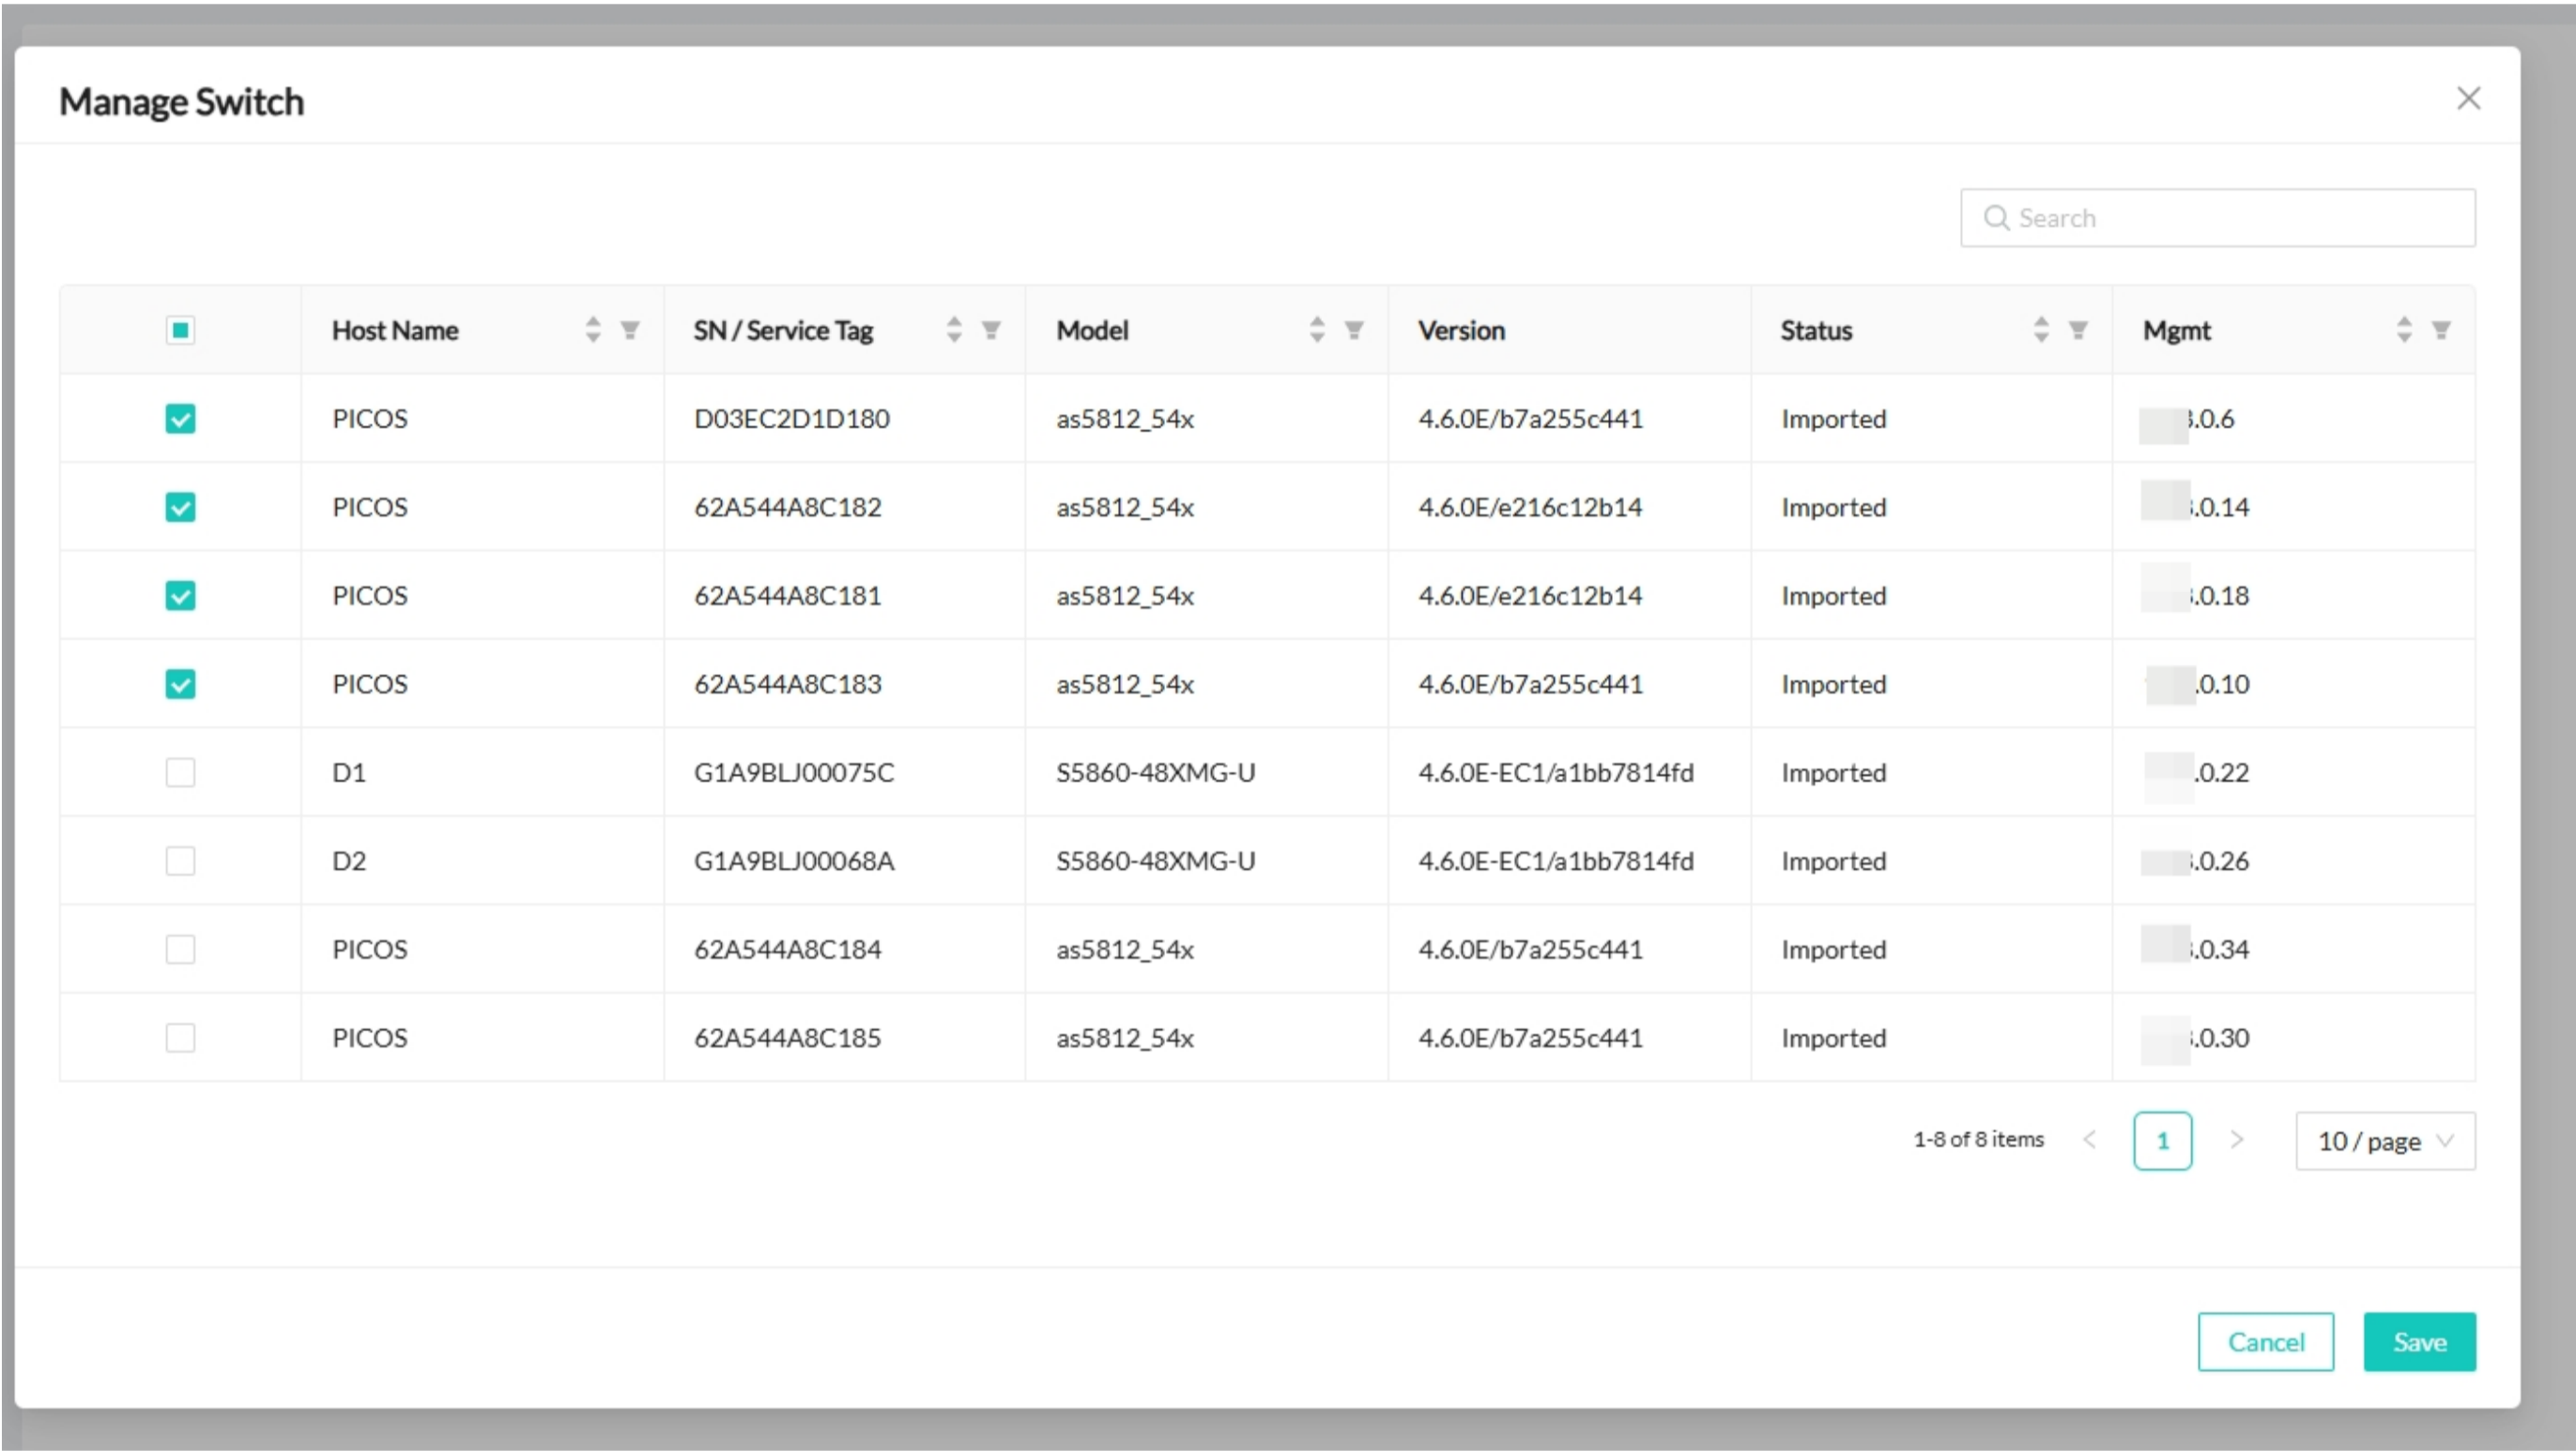 Manage Switch
Search
Host Name SN / Service Tag Model Version Status Mgmt
PICOS D03EC2D1D180 as5812_54x 4.6.0E/b7a255c441 Imported .0.6
PICOS 62A544A8C182 as5812_54x 4.6.0E/e216c12b14 Imported .0.14
PICOS 62A544A8C181 as5812_54x 4.6.0E/e216c12b14 Imported .0.18
PICOS 62A544A8C183 as5812_54x 4.6.0E/b7a255c441 Imported .0.10
D1 G1A9BLJ00075C S5860-48XMG-U 4.6.0E-EC1/a1bb7814fd Imported .0.22
D2 G1A9BLJ00068A S5860-48XMG-U 4.6.0E-EC1/a1bb7814fd Imported .0.26
PICOS 62A544A8C184 as5812_54x 4.6.0E/b7a255c441 Imported .0.34
PICOS 62A544A8C185 as5812_54x 4.6.0E/b7a255c441 Imported .0.30
1-8 of 8 items < 1 > 10 / page
Cancel Save